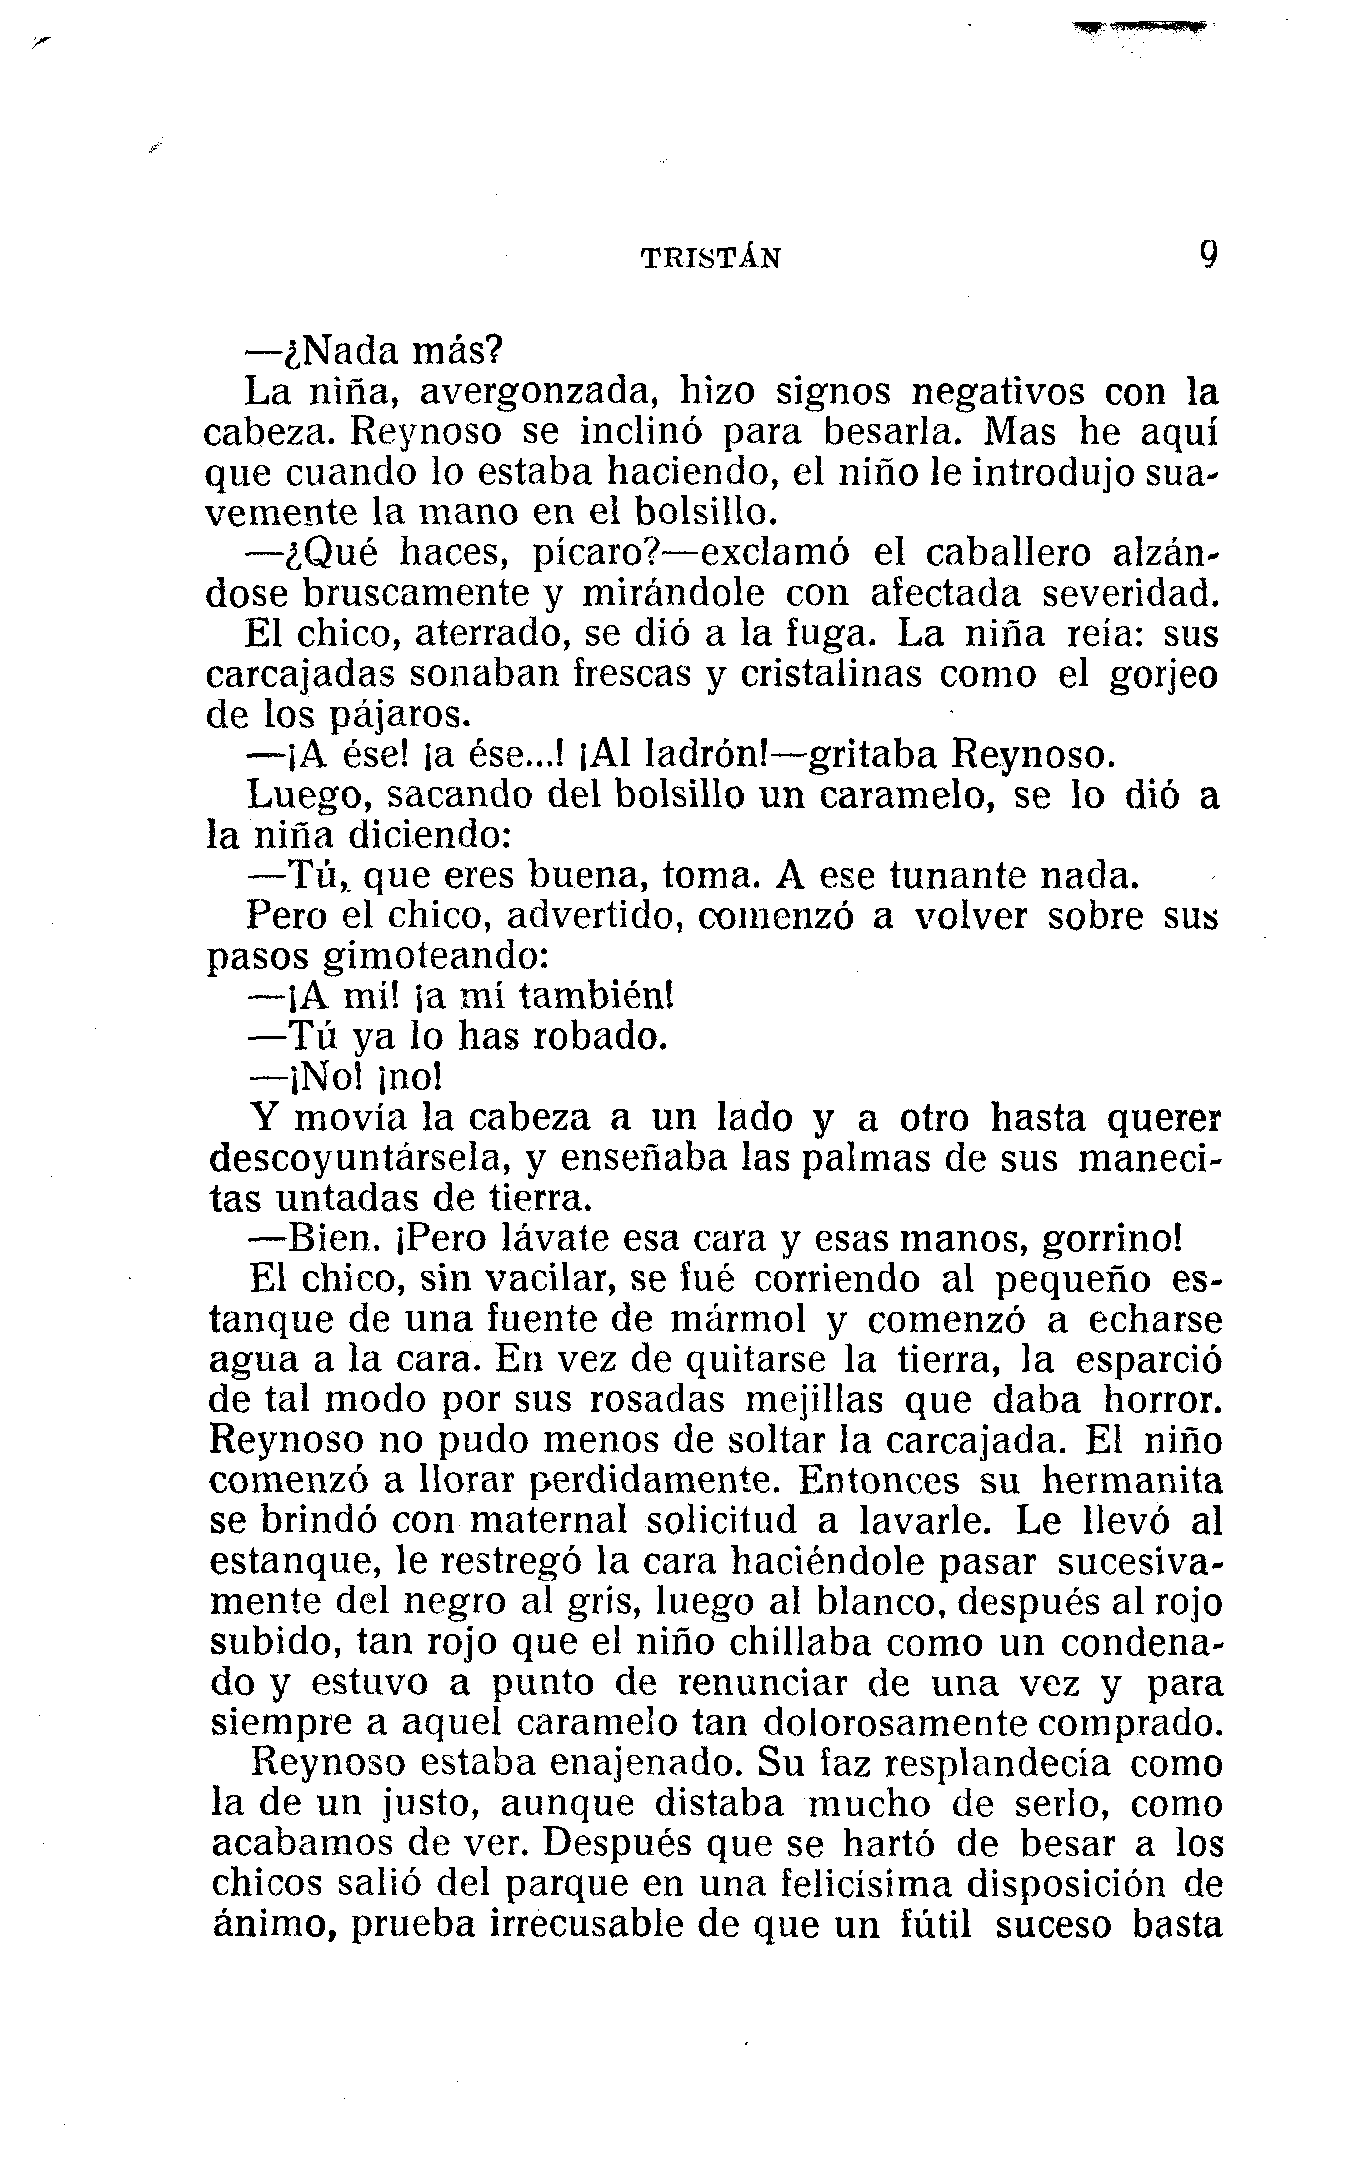 TRISTÁN 9
—¿Nada más?
La niña, avergonzada, hizo signos negativos con la
cabeza. Reynoso se inclinó para besarla. Mas he aquí
que cuando lo estaba haciendo, el niño le introdujo sua-
vemente la mano en el bolsillo.
—¿Qué haces, pícaro?—exclamó el caballero alzán-
dose bruscamente y mirándole con afectada severidad.
El chico, aterrado, se dió a la fuga. La niña reía: sus
carcajadas sonaban frescas y cristalinas como el gorjeo
de los pájaros.
—¡A ése! ¡a ése...! ¡Al ladrón!—gritaba Reynoso.
Luego, sacando del bolsillo un caramelo, se lo dió a
la niña diciendo:
—Tú, que eres buena, toma. A ese tunante nada.
Pero el chico, advertido, comenzó a volver sobre sus
pasos gimoteando:
—¡A mí! ¡a mí también!
—Tú ya lo has robado.
—¡No! ¡no!
Y movía la cabeza a un lado y a otro hasta querer
descoyuntársela, y enseñaba las palmas de sus maneci-
tas untadas de tierra.
—Bien. ¡Pero lávate esa cara y esas manos, gorrino!
El chico, sin vacilar, se fué corriendo al pequeño es-
tanque de una fuente de mármol y comenzó a echarse
agua a la cara. En vez de quitarse la tierra, la esparció
de tal modo por sus rosadas mejillas que daba horror.
Reynoso no pudo menos de soltar la carcajada. El niño
comenzó a llorar perdidamente. Entonces su hermanita
se brindó con maternal solicitud a lavarle. Le llevó al
estanque, le restregó la cara haciéndole pasar sucesiva-
mente del negro al gris, luego al blanco, después al rojo
subido, tan rojo que el niño chillaba como un condena-
do y estuvo a punto de renunciar de una vez y para
siempre a aquel caramelo tan dolorosamente comprado.
Reynoso estaba enajenado. Su faz resplandecía como
la de un justo, aunque distaba mucho de serlo, como
acabamos de ver. Después que se hartó de besar a los
chicos salió del parque en una felicísima disposición de
ánimo, prueba irrecusable de que un fútil suceso basta